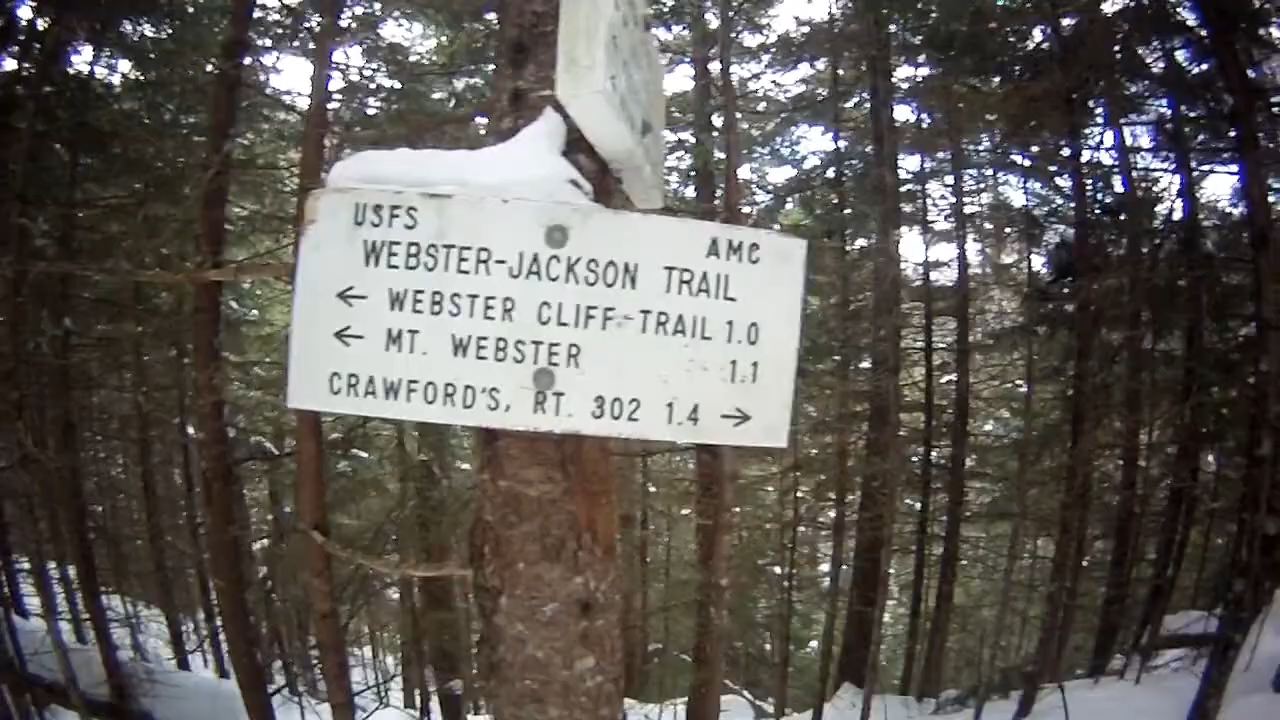 USFS AMC
WEBSTER-JACKSON TRAIL
← WEBSTER CLIFF-TRAIL 1.0
← MT. WEBSTER 1.1
CRAWFORD'S, RT. 302 1.4 →